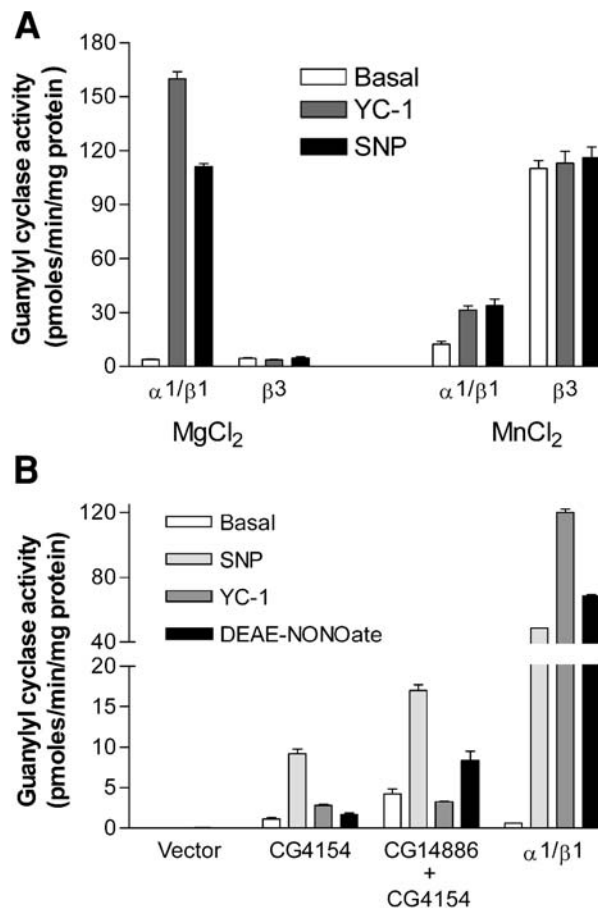 A
Guanylyl cyclase activity
(pmoles/min/mg protein )
180
150
120
90
60
30
0
Basal
YC-1
SNP
α1/β1
β3
α1/β1
β3
MgCl₂
MnCl₂
B
Guanylyl cyclase activity
(pmoles/min/mg protein)
120
80
40
20
15
10
5
0
Basal
SNP
YC-1
DEAE-NONOate
Vector
CG4154
CG14886
+
CG4154
α1/β1